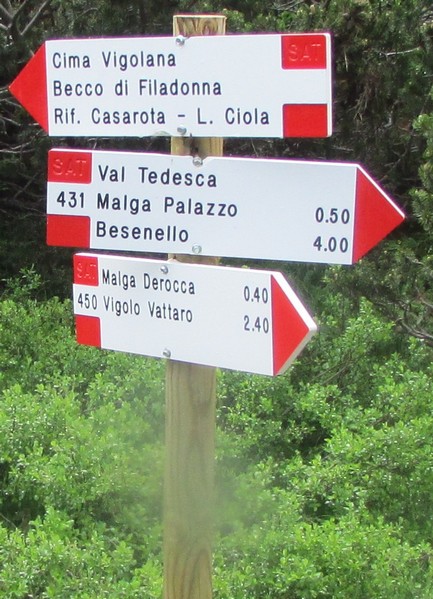 SAT
Cima Vigolana
Becco di Filadonna
Rif. Casarota - L. Ciola
SAT
Val Tedesca
431 Malga Palazzo 0.50
Besenello 4.00
SAT
Malga Derocca 0.40
450 Vigolo Vattaro 2.40